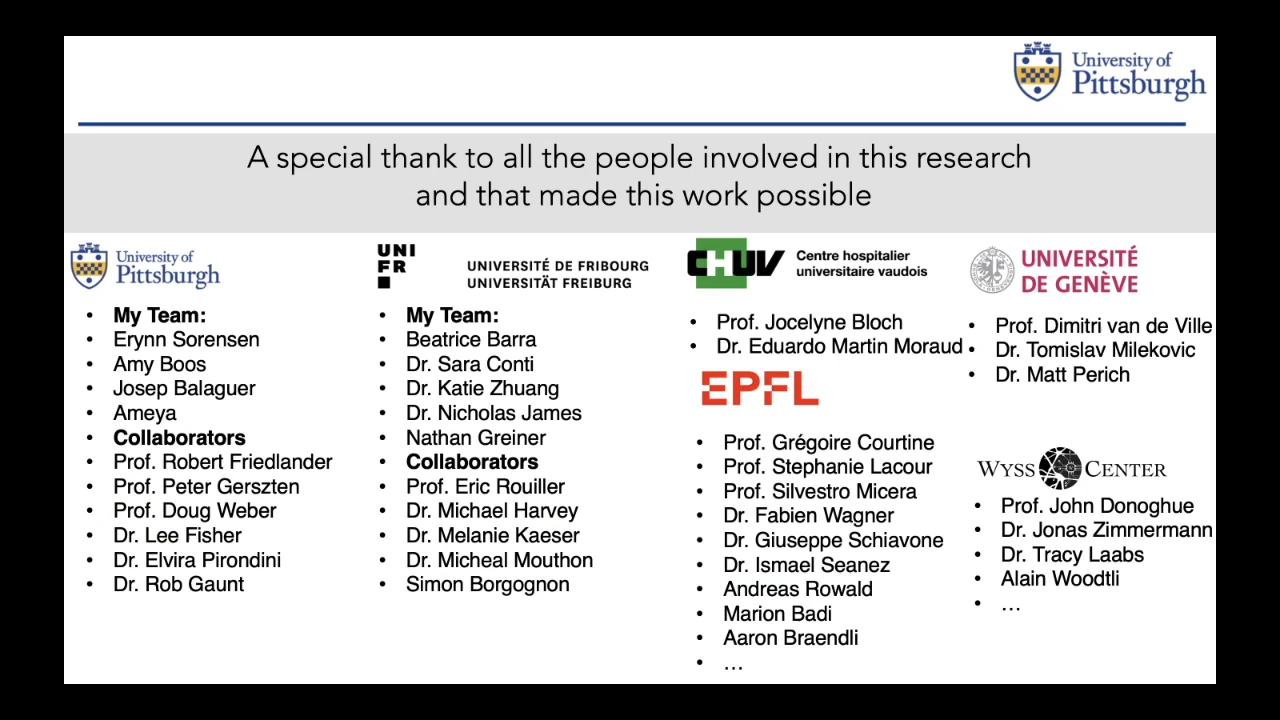 University of
Pittsburgh
A special thank to all the people involved in this research
and that made this work possible
University of
Pittsburgh
• My Team:
• Erynn Sorensen
• Amy Boos
• Josep Balaguer
• Ameya
• Collaborators
• Prof. Robert Friedlander
• Prof. Peter Gerszten
• Prof. Doug Weber
• Dr. Lee Fisher
• Dr. Elvira Pirondini
• Dr. Rob Gaunt
UNI
FR
UNIVERSITÉ DE FRIBOURG
UNIVERSITÄT FREIBURG
• My Team:
• Beatrice Barra
• Dr. Sara Conti
• Dr. Katie Zhuang
• Dr. Nicholas James
• Nathan Greiner
• Collaborators
• Prof. Eric Rouiller
• Dr. Michael Harvey
• Dr. Melanie Kaeser
• Dr. Micheal Mouthon
• Simon Borgognon
CHUV
Centre hospitalier
universitaire vaudois
• Prof. Jocelyne Bloch
• Dr. Eduardo Martin Moraud
EPFL
• Prof. Grégoire Courtine
• Prof. Stephanie Lacour
• Prof. Silvestro Micera
• Dr. Fabien Wagner
• Dr. Giuseppe Schiavone
• Dr. Ismael Seanez
• Andreas Rowald
• Marion Badi
• Aaron Braendli
• …
UNIVERSITÉ
DE GENÈVE
• Prof. Dimitri van de Ville
• Dr. Tomislav Milekovic
• Dr. Matt Perich
WYSS CENTER
• Prof. John Donoghue
• Dr. Jonas Zimmermann
• Dr. Tracy Laabs
• Alain Woodtli
• …